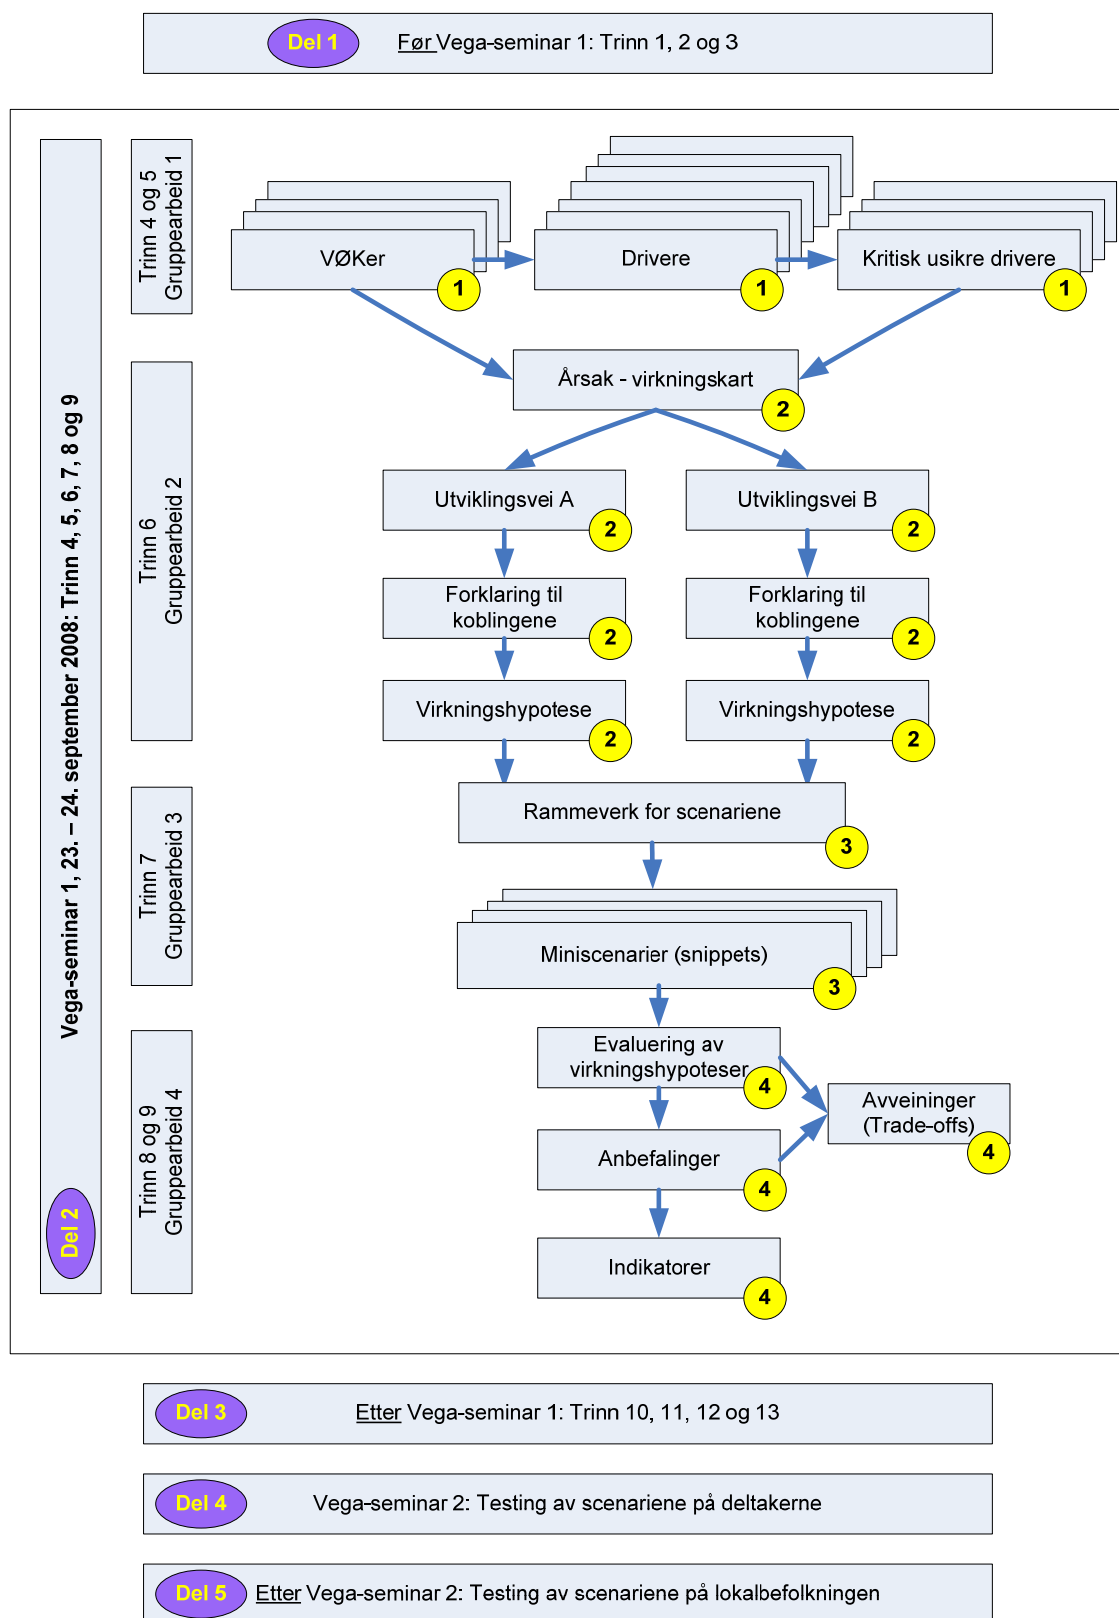 Del 1
Før Vega-seminar 1: Trinn 1, 2 og 3
Vega-seminar 1, 23. – 24. september 2008: Trinn 4, 5, 6, 7, 8 og 9
Del 2
Trinn 4 og 5
Gruppearbeid 1
VØKer
1
Drivere
1
Kritisk usikre drivere
1
Trinn 6
Gruppearbeid 2
Årsak - virkningskart
2
Utviklingsvei A
2
Utviklingsvei B
2
Forklaring til
koblingene
2
Forklaring til
koblingene
2
Virkningshypotese
2
Virkningshypotese
2
Trinn 7
Gruppearbeid 3
Rammeverk for scenariene
3
Miniscenarier (snippets)
3
Trinn 8 og 9
Gruppearbeid 4
Evaluering av
virkningshypoteser
4
Avveininger
(Trade-offs)
4
Anbefalinger
4
Indikatorer
4
Del 3
Etter Vega-seminar 1: Trinn 10, 11, 12 og 13
Del 4
Vega-seminar 2: Testing av scenariene på deltakerne
Del 5
Etter Vega-seminar 2: Testing av scenariene på lokalbefolkningen